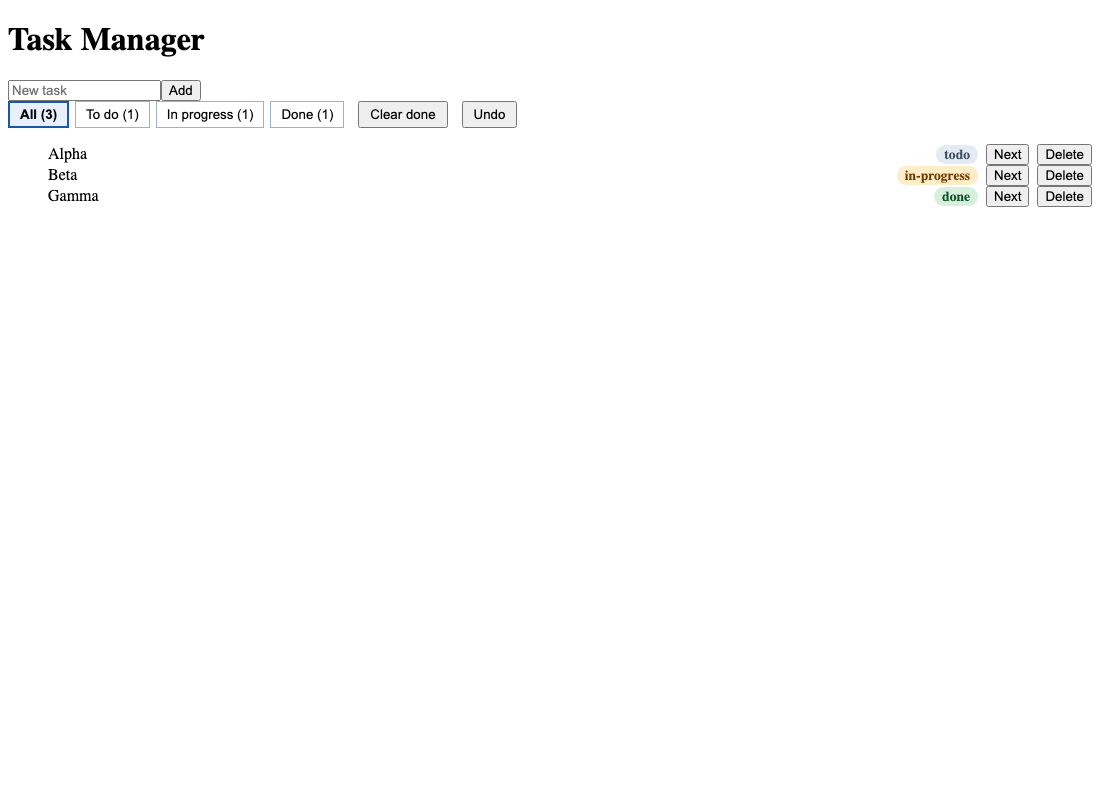 Task Manager
New task Add
All (3) To do (1) In progress (1) Done (1) Clear done Undo
Alpha todo Next Delete
Beta in-progress Next Delete
Gamma done Next Delete